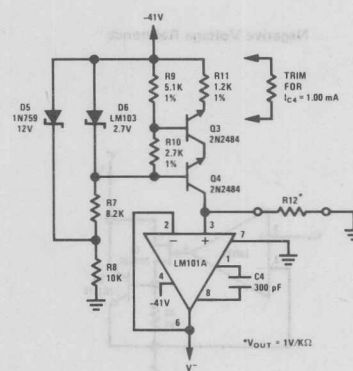 Negative Voltage Reference
-41V
R9
5.1K
1%
R11
1.2K
1%
TRIM
FOR
IC4 = 1.00 mA
D5
1N759
12V
D6
LM103
2.7V
Q3
2N2484
R10
2.7K
1%
Q4
2N2484
R7
8.2K
R12*
2
3
7
R8
10K
LM101A
4
1
C4
300 pF
-41V
8
6
*VOUT = 1V/KΩ
V-